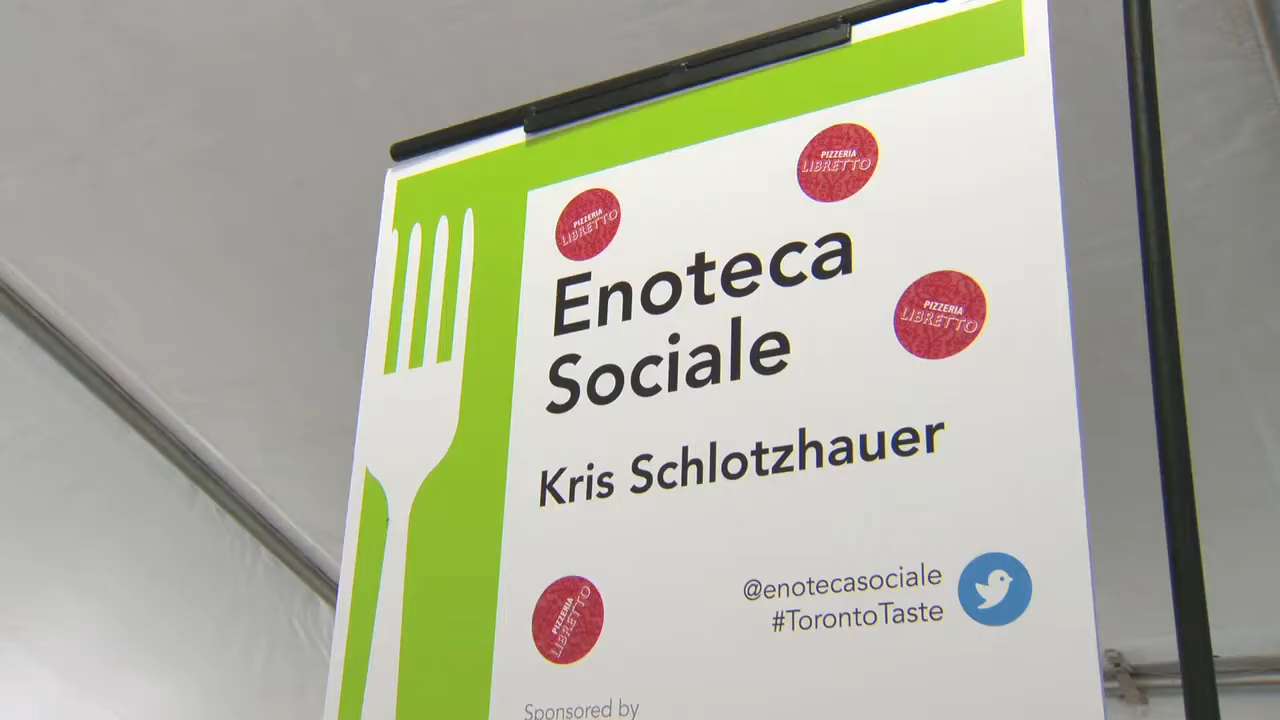 PIZZERIA
LIBRETTO
PIZZERIA
LIBRETTO
Enoteca
Sociale
PIZZERIA
LIBRETTO
Kris Schlotzhauer
@enotecasociale
#TorontoTaste
PIZZERIA
LIBRETTO
Sponsored by